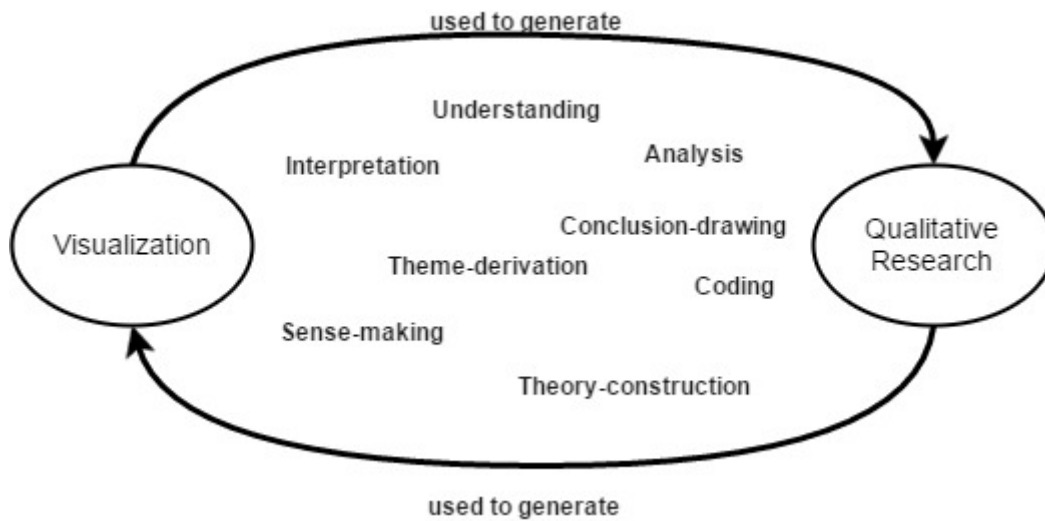 used to generate
Understanding
Analysis
Interpretation
Conclusion-drawing
Visualization
Qualitative
Research
Theme-derivation
Coding
Sense-making
Theory-construction
used to generate